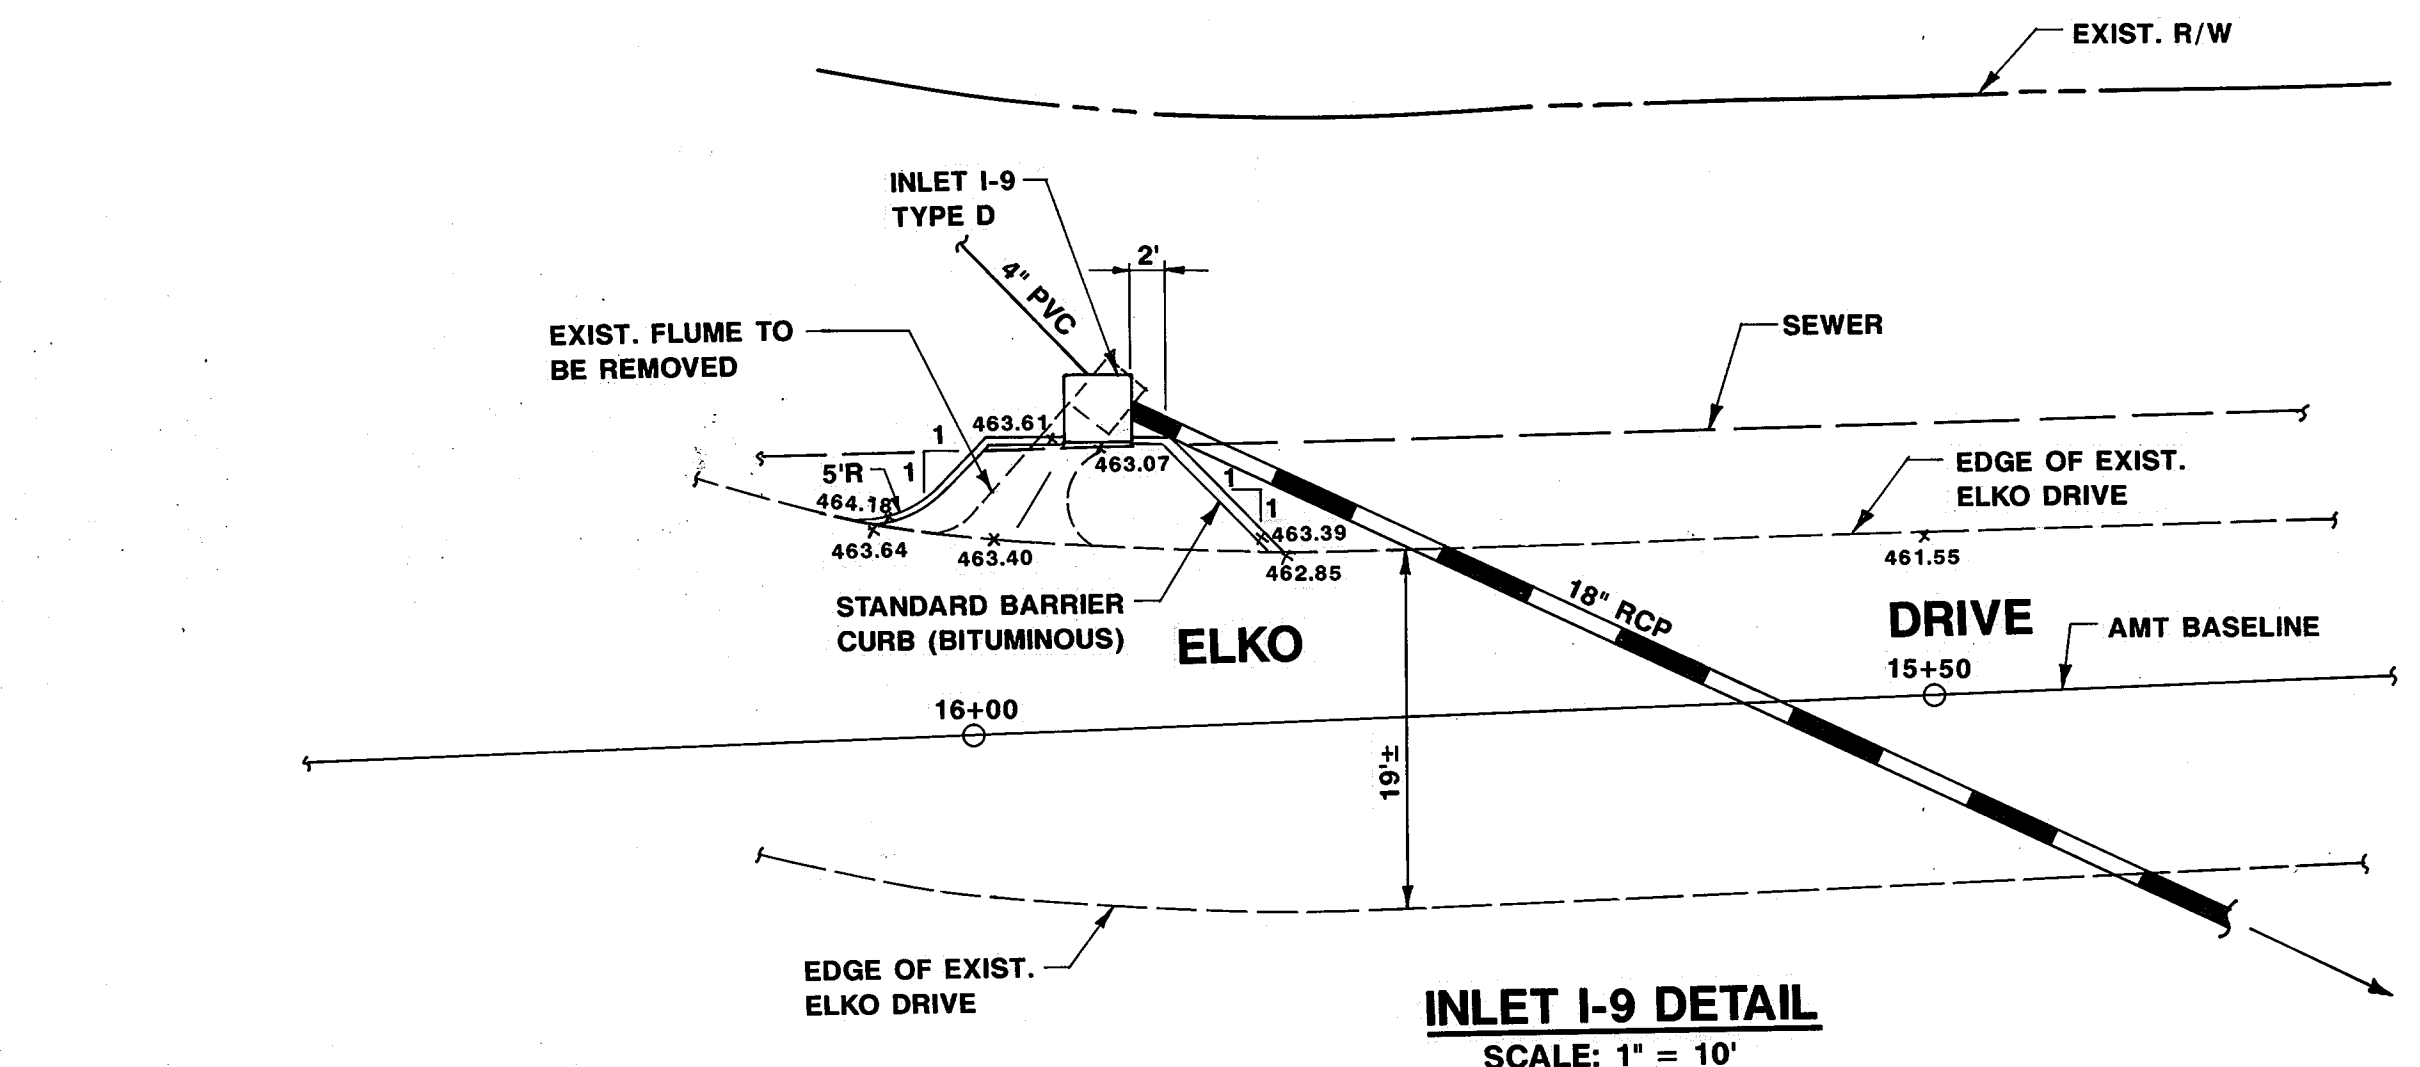 EXIST. R/W
INLET I-9
TYPE D
2'
4" PVC
EXIST. FLUME TO
BE REMOVED
SEWER
463.61
1
1
5'R
464.18
463.07
463.64
463.40
1
1
463.39
462.85
EDGE OF EXIST.
ELKO DRIVE
461.55
STANDARD BARRIER
CURB (BITUMINOUS)
ELKO
18" RCP
DRIVE
AMT BASELINE
15+50
16+00
19'±
EDGE OF EXIST.
ELKO DRIVE
INLET I-9 DETAIL
SCALE: 1" = 10'